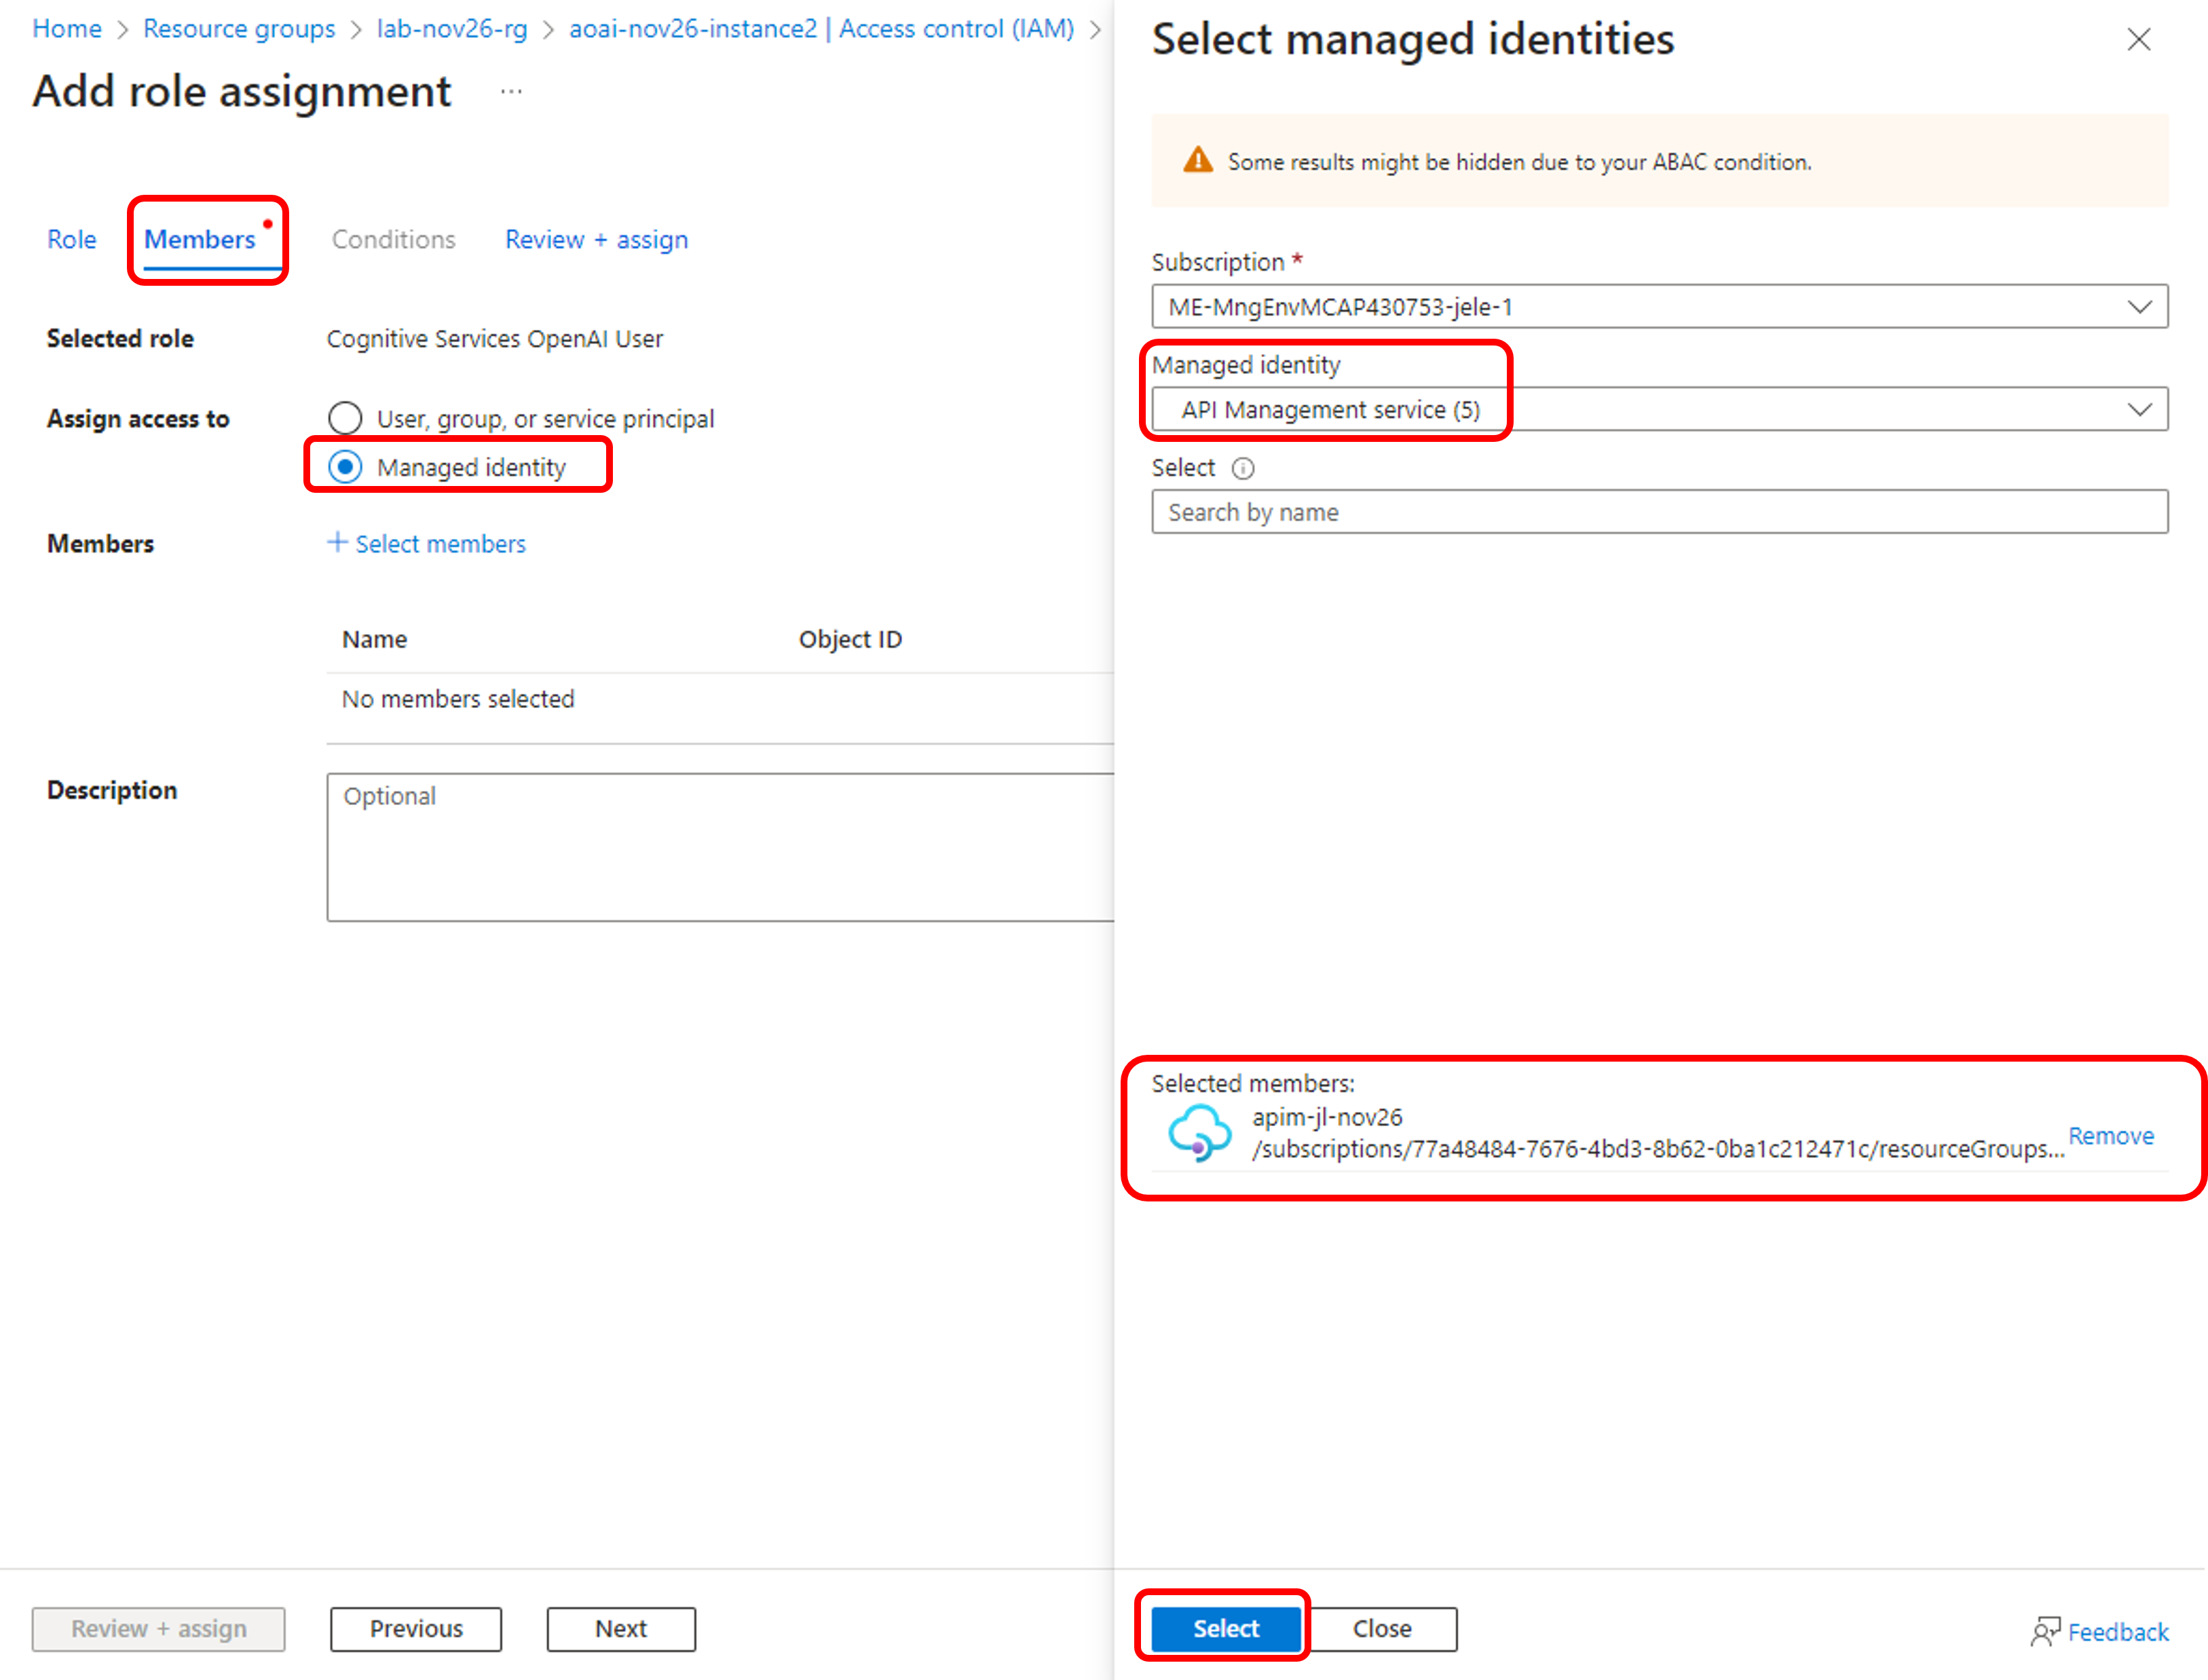 Home > Resource groups > lab-nov26-rg > aoai-nov26-instance2 | Access control (IAM) >
Add role assignment ...
Role
Members
Conditions
Review + assign
Selected role
Cognitive Services OpenAI User
Assign access to
User, group, or service principal
Managed identity
Members
+ Select members
Name
Object ID
No members selected
Description
Optional
Review + assign
Previous
Next
Select managed identities
Some results might be hidden due to your ABAC condition.
Subscription *
ME-MngEnvMCAP430753-jele-1
Managed identity
API Management service (5)
Select
Search by name
Selected members:
apim-jl-nov26
/subscriptions/77a48484-7676-4bd3-8b62-0ba1c212471c/resourceGroups...
Remove
Select
Close
Feedback